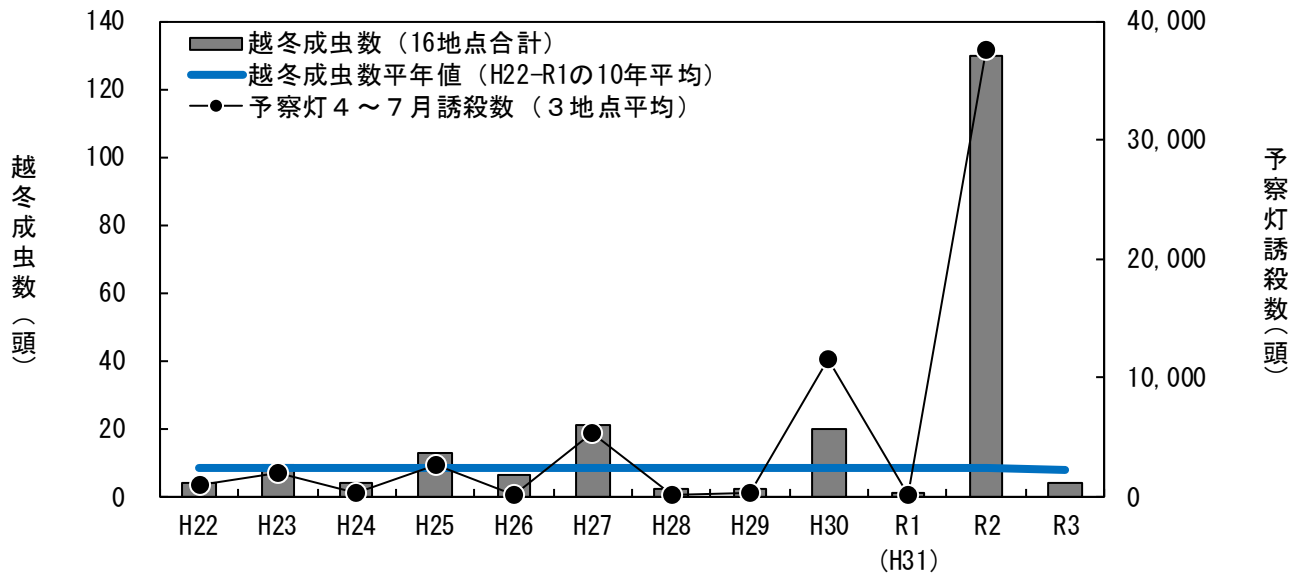 140
120
100
80
60
40
20
0
越冬成虫数（頭）
越冬成虫数（16地点合計）
越冬成虫数平年値（H22-R1の10年平均）
予察灯４～７月誘殺数（３地点平均）
40,000
30,000
20,000
10,000
0
予察灯誘殺数（頭）
H22 H23 H24 H25 H26 H27 H28 H29 H30 R1 R2 R3
(H31)